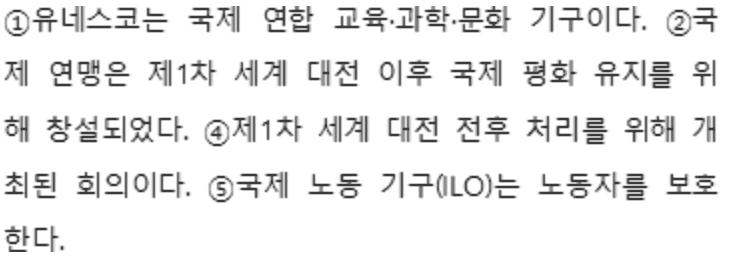 ①유네스코는 국제 연합 교육·과학·문화 기구이다. ②국
제 연맹은 제1차 세계 대전 이후 국제 평화 유지를 위
해 창설되었다. ④제1차 세계 대전 전후 처리를 위해 개
최된 회의이다. ⑤국제 노동 기구(ILO)는 노동자를 보호
한다.